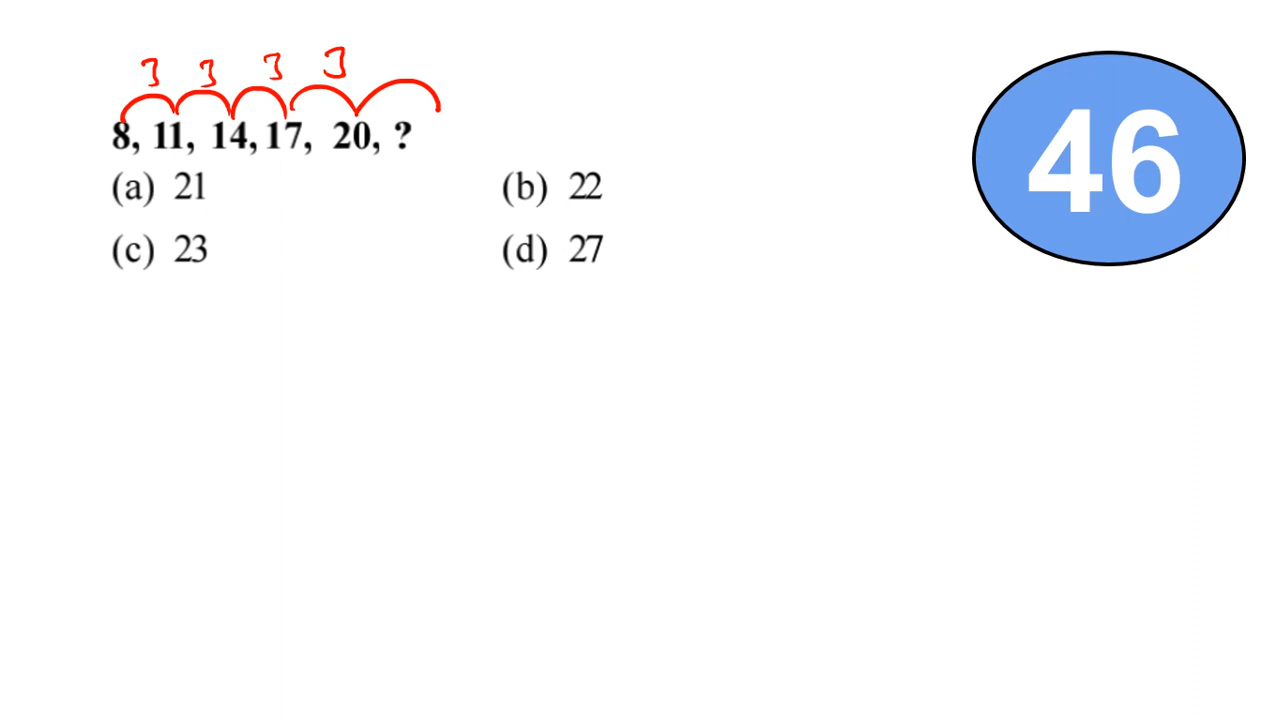 3 3 3 3
8, 11, 14, 17, 20, ?
(a) 21 (b) 22
(c) 23 (d) 27
46